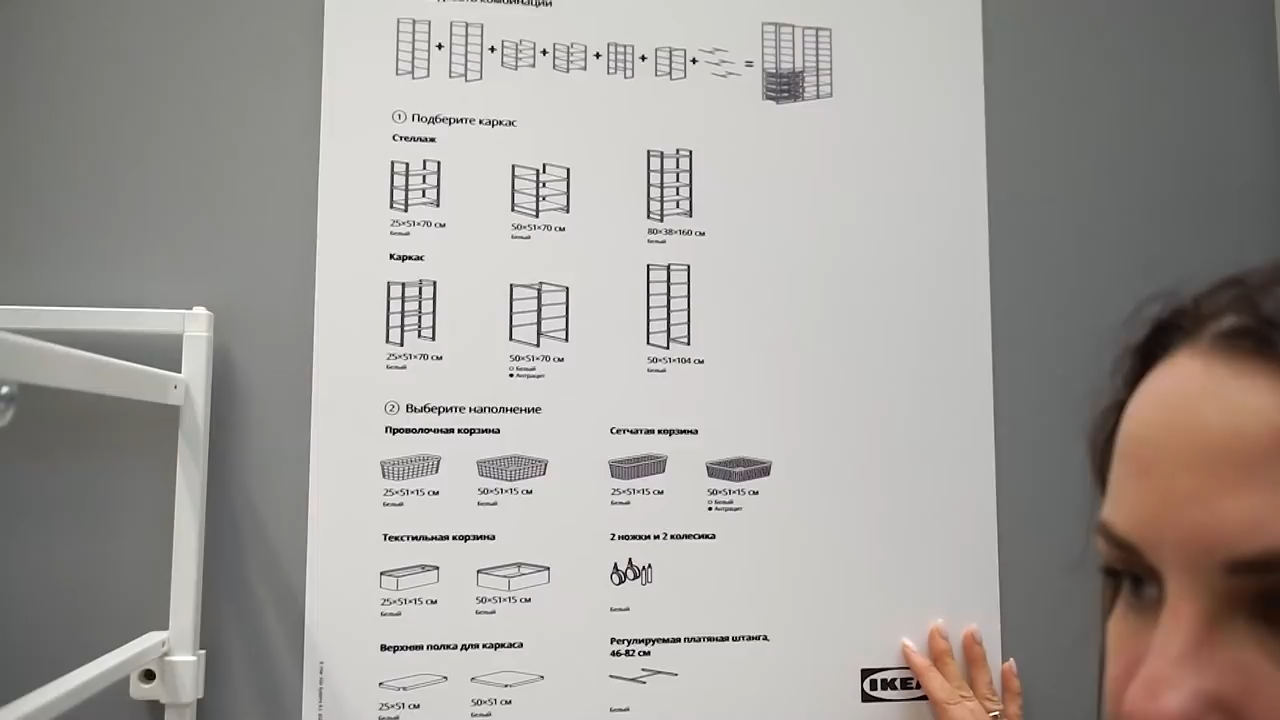 комбинации
① Подберите каркас
Стеллаж
25×51×70 см
Белый
50×51×70 см
Белый
80×38×160 см
Белый
Каркас
25×51×70 см
Белый
50×51×70 см
Белый
Антрацит
50×51×104 см
Белый
② Выберите наполнение
Проволочная корзина
25×51×15 см
Белый
50×51×15 см
Белый
Сетчатая корзина
25×51×15 см
Белый
50×51×15 см
Белый
Антрацит
Текстильная корзина
25×51×15 см
Белый
50×51×15 см
Белый
2 ножки и 2 колесика
Белый
Верхняя полка для каркаса
25×51 см
Белый
50×51 см
Белый
Регулируемая платяная штанга,
46-82 см
Белый
IKEA